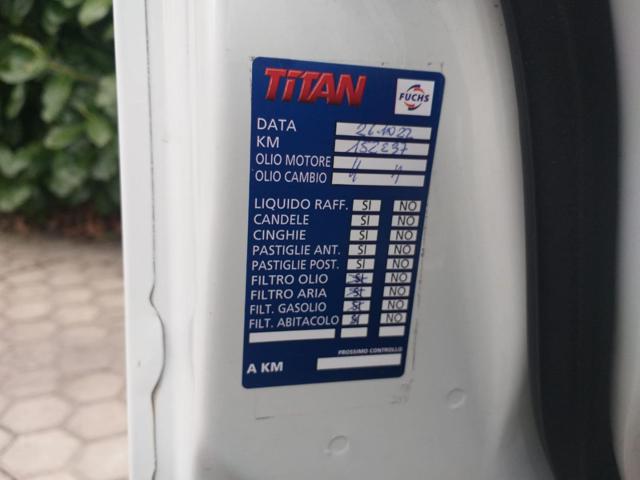 TiTAN
FUCHS
DATA 26.10.22
KM 152237
OLIO MOTORE "
OLIO CAMBIO " "
LIQUIDO RAFF. SI NO
CANDELE SI NO
CINGHIE SI NO
PASTIGLIE ANT. SI NO
PASTIGLIE POST. SI NO
FILTRO OLIO SI NO
FILTRO ARIA SI NO
FILT. GASOLIO SI NO
FILT. ABITACOLO SI NO
PROSSIMO CONTROLLO
A KM